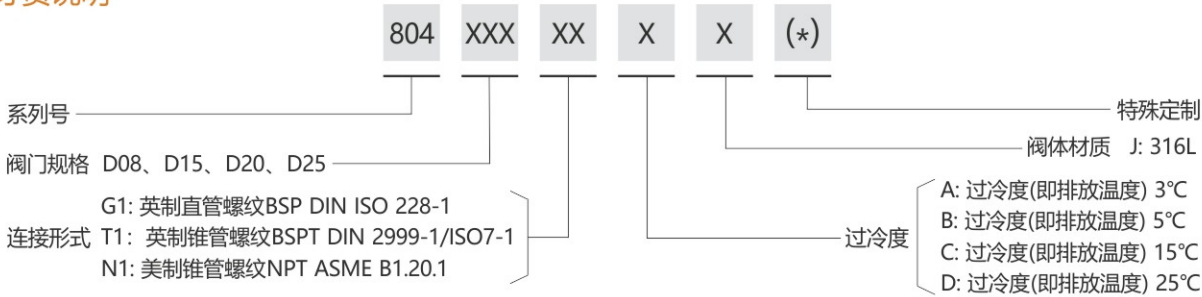 804 XXX XX X X (*)
系列号
特殊定制
阀门规格 D08、D15、D20、D25
阀体材质 J: 316L
连接形式
G1: 英制直管螺纹BSP DIN ISO 228-1
T1: 英制锥管螺纹BSPT DIN 2999-1/ISO7-1
N1: 美制锥管螺纹NPT ASME B1.20.1
过冷度
A: 过冷度(即排放温度) 3℃
B: 过冷度(即排放温度) 5℃
C: 过冷度(即排放温度) 15℃
D: 过冷度(即排放温度) 25℃